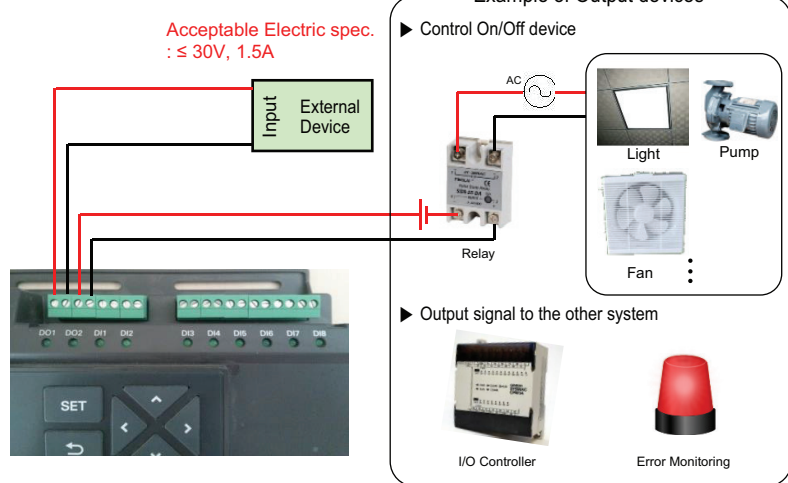 Example of Output devices
Acceptable Electric spec.
: ≤ 30V, 1.5A
▶ Control On/Off device
AC
Input
External
Device
Light
Pump
Relay
Fan
DO1 DO2 DI1 DI2 DI3 DI4 DI5 DI6 DI7 DI8
SET
▶ Output signal to the other system
I/O Controller
Error Monitoring